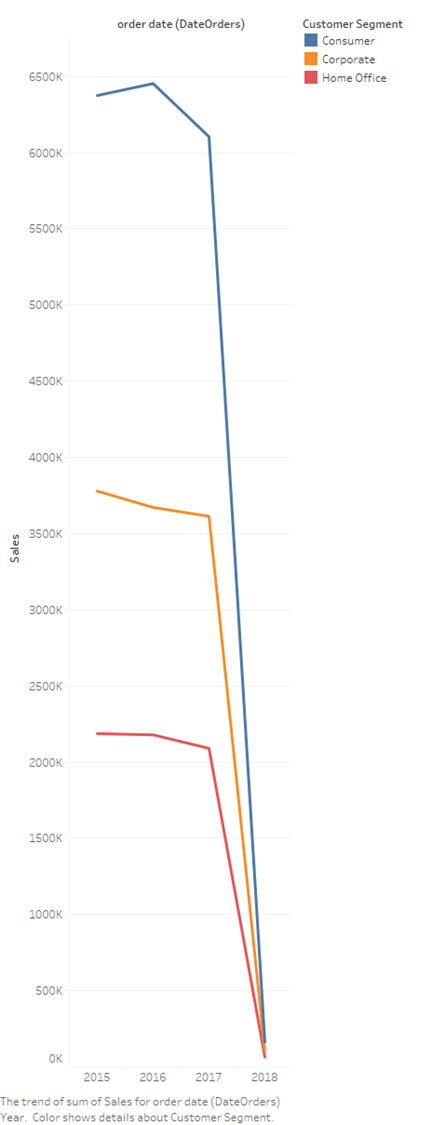 order date (DateOrders)
Customer Segment
Consumer
Corporate
Home Office
6500K
6000K
5500K
5000K
4500K
4000K
3500K
3000K
2500K
2000K
1500K
1000K
500K
0K
Sales
2015 2016 2017 2018
The trend of sum of Sales for order date (DateOrders)
Year. Color shows details about Customer Segment.